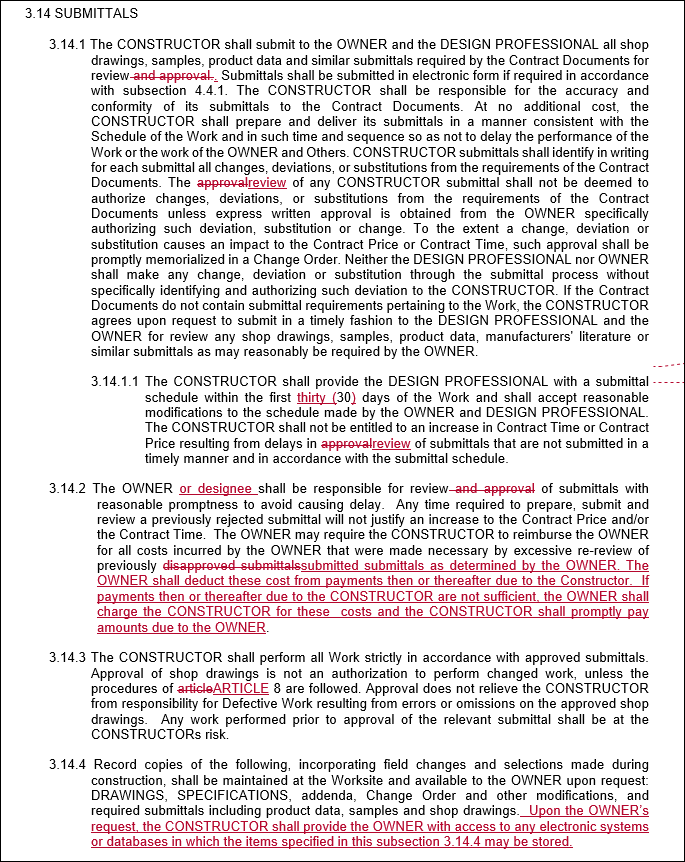 3.14 SUBMITTALS
3.14.1 The CONSTRUCTOR shall submit to the OWNER and the DESIGN PROFESSIONAL all shop
drawings, samples, product data and similar submittals required by the Contract Documents for
review and approval. . Submittals shall be submitted in electronic form if required in accordance
with subsection 4.4.1. The CONSTRUCTOR shall be responsible for the accuracy and
conformity of its submittals to the Contract Documents. At no additional cost, the
CONSTRUCTOR shall prepare and deliver its submittals in a manner consistent with the
Schedule of the Work and in such time and sequence so as not to delay the performance of the
Work or the work of the OWNER and Others. CONSTRUCTOR submittals shall identify in writing
for each submittal all changes, deviations, or substitutions from the requirements of the Contract
Documents. The approvalreview of any CONSTRUCTOR submittal shall not be deemed to
authorize changes, deviations, or substitutions from the requirements of the Contract
Documents unless express written approval is obtained from the OWNER specifically
authorizing such deviation, substitution or change. To the extent a change, deviation or
substitution causes an impact to the Contract Price or Contract Time, such approval shall be
promptly memorialized in a Change Order. Neither the DESIGN PROFESSIONAL nor OWNER
shall make any change, deviation or substitution through the submittal process without
specifically identifying and authorizing such deviation to the CONSTRUCTOR. If the Contract
Documents do not contain submittal requirements pertaining to the Work, the CONSTRUCTOR
agrees upon request to submit in a timely fashion to the DESIGN PROFESSIONAL and the
OWNER for review any shop drawings, samples, product data, manufacturers' literature or
similar submittals as may reasonably be required by the OWNER.
3.14.1.1 The CONSTRUCTOR shall provide the DESIGN PROFESSIONAL with a submittal
schedule within the first thirty (30) days of the Work and shall accept reasonable
modifications to the schedule made by the OWNER and DESIGN PROFESSIONAL.
The CONSTRUCTOR shall not be entitled to an increase in Contract Time or Contract
Price resulting from delays in approvalreview of submittals that are not submitted in a
timely manner and in accordance with the submittal schedule.
3.14.2 The OWNER or designee shall be responsible for review and approval of submittals with
reasonable promptness to avoid causing delay. Any time required to prepare, submit and
review a previously rejected submittal will not justify an increase to the Contract Price and/or
the Contract Time. The OWNER may require the CONSTRUCTOR to reimburse the OWNER
for all costs incurred by the OWNER that were made necessary by excessive re-review of
previously disapproved submittalssubmitted submittals as determined by the OWNER. The
OWNER shall deduct these cost from payments then or thereafter due to the Constructor. If
payments then or thereafter due to the CONSTRUCTOR are not sufficient, the OWNER shall
charge the CONSTRUCTOR for these costs and the CONSTRUCTOR shall promptly pay
amounts due to the OWNER.
3.14.3 The CONSTRUCTOR shall perform all Work strictly in accordance with approved submittals.
Approval of shop drawings is not an authorization to perform changed work, unless the
procedures of articleARTICLE 8 are followed. Approval does not relieve the CONSTRUCTOR
from responsibility for Defective Work resulting from errors or omissions on the approved shop
drawings. Any work performed prior to approval of the relevant submittal shall be at the
CONSTRUCTORs risk.
3.14.4 Record copies of the following, incorporating field changes and selections made during
construction, shall be maintained at the Worksite and available to the OWNER upon request:
DRAWINGS, SPECIFICATIONS, addenda, Change Order and other modifications, and
required submittals including product data, samples and shop drawings. Upon the OWNER's
request, the CONSTRUCTOR shall provide the OWNER with access to any electronic systems
or databases in which the items specified in this subsection 3.14.4 may be stored.